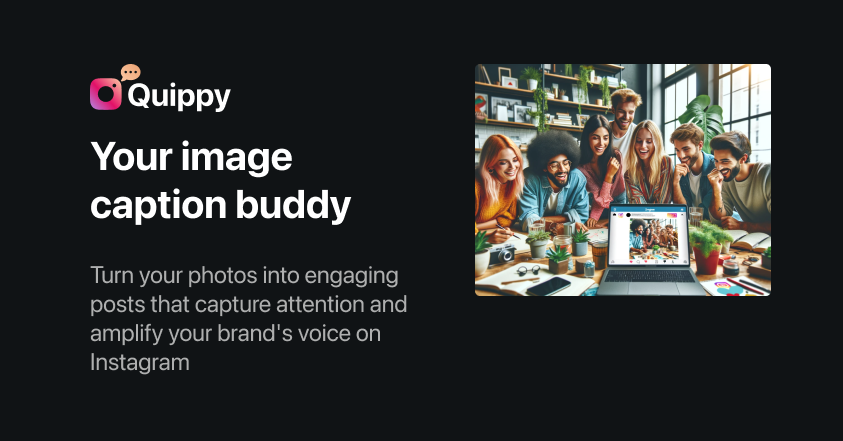 Quippy
Your image
caption buddy
Turn your photos into engaging
posts that capture attention and
amplify your brand's voice on
Instagram